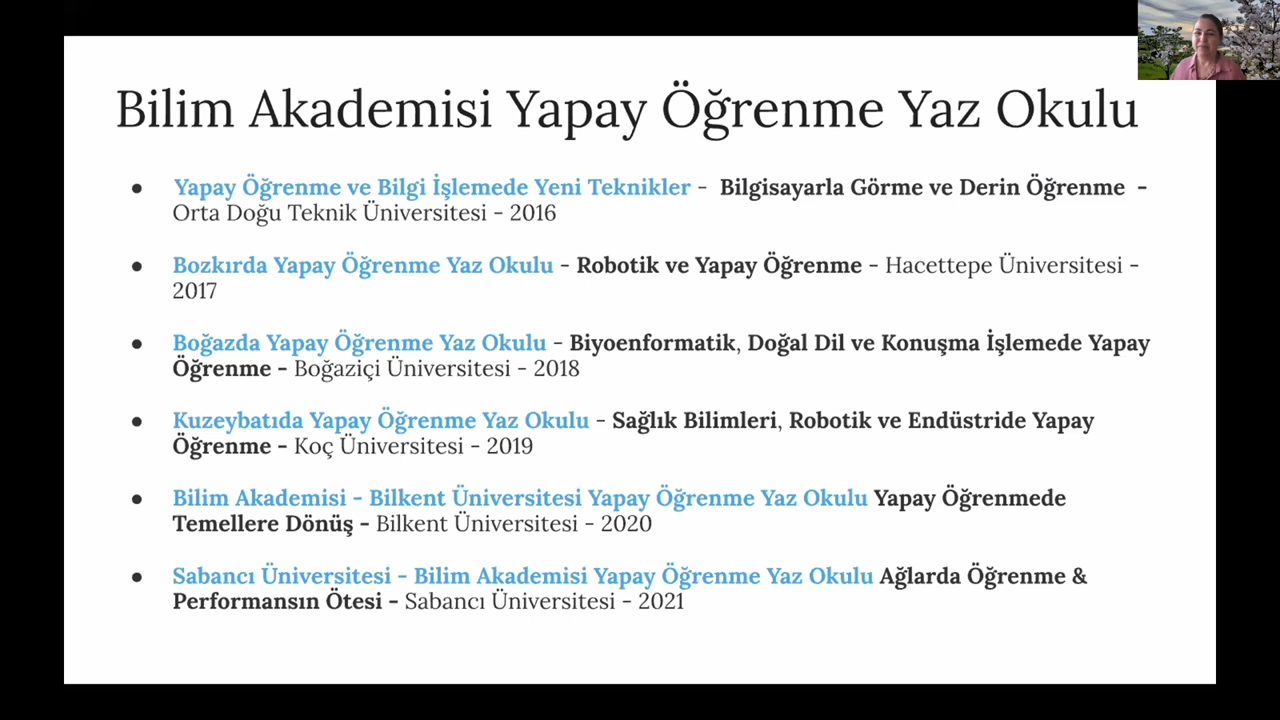 Bilim Akademisi Yapay Öğrenme Yaz Okulu
● Yapay Öğrenme ve Bilgi İşlemede Yeni Teknikler - Bilgisayarla Görme ve Derin Öğrenme -
Orta Doğu Teknik Üniversitesi - 2016
● Bozkırda Yapay Öğrenme Yaz Okulu - Robotik ve Yapay Öğrenme - Hacettepe Üniversitesi -
2017
● Boğazda Yapay Öğrenme Yaz Okulu - Biyoenformatik, Doğal Dil ve Konuşma İşlemede Yapay
Öğrenme - Boğaziçi Üniversitesi - 2018
● Kuzeybatıda Yapay Öğrenme Yaz Okulu - Sağlık Bilimleri, Robotik ve Endüstride Yapay
Öğrenme - Koç Üniversitesi - 2019
● Bilim Akademisi - Bilkent Üniversitesi Yapay Öğrenme Yaz Okulu Yapay Öğrenmede
Temellere Dönüş - Bilkent Üniversitesi - 2020
● Sabancı Üniversitesi - Bilim Akademisi Yapay Öğrenme Yaz Okulu Ağlarda Öğrenme &
Performansın Ötesi - Sabancı Üniversitesi - 2021